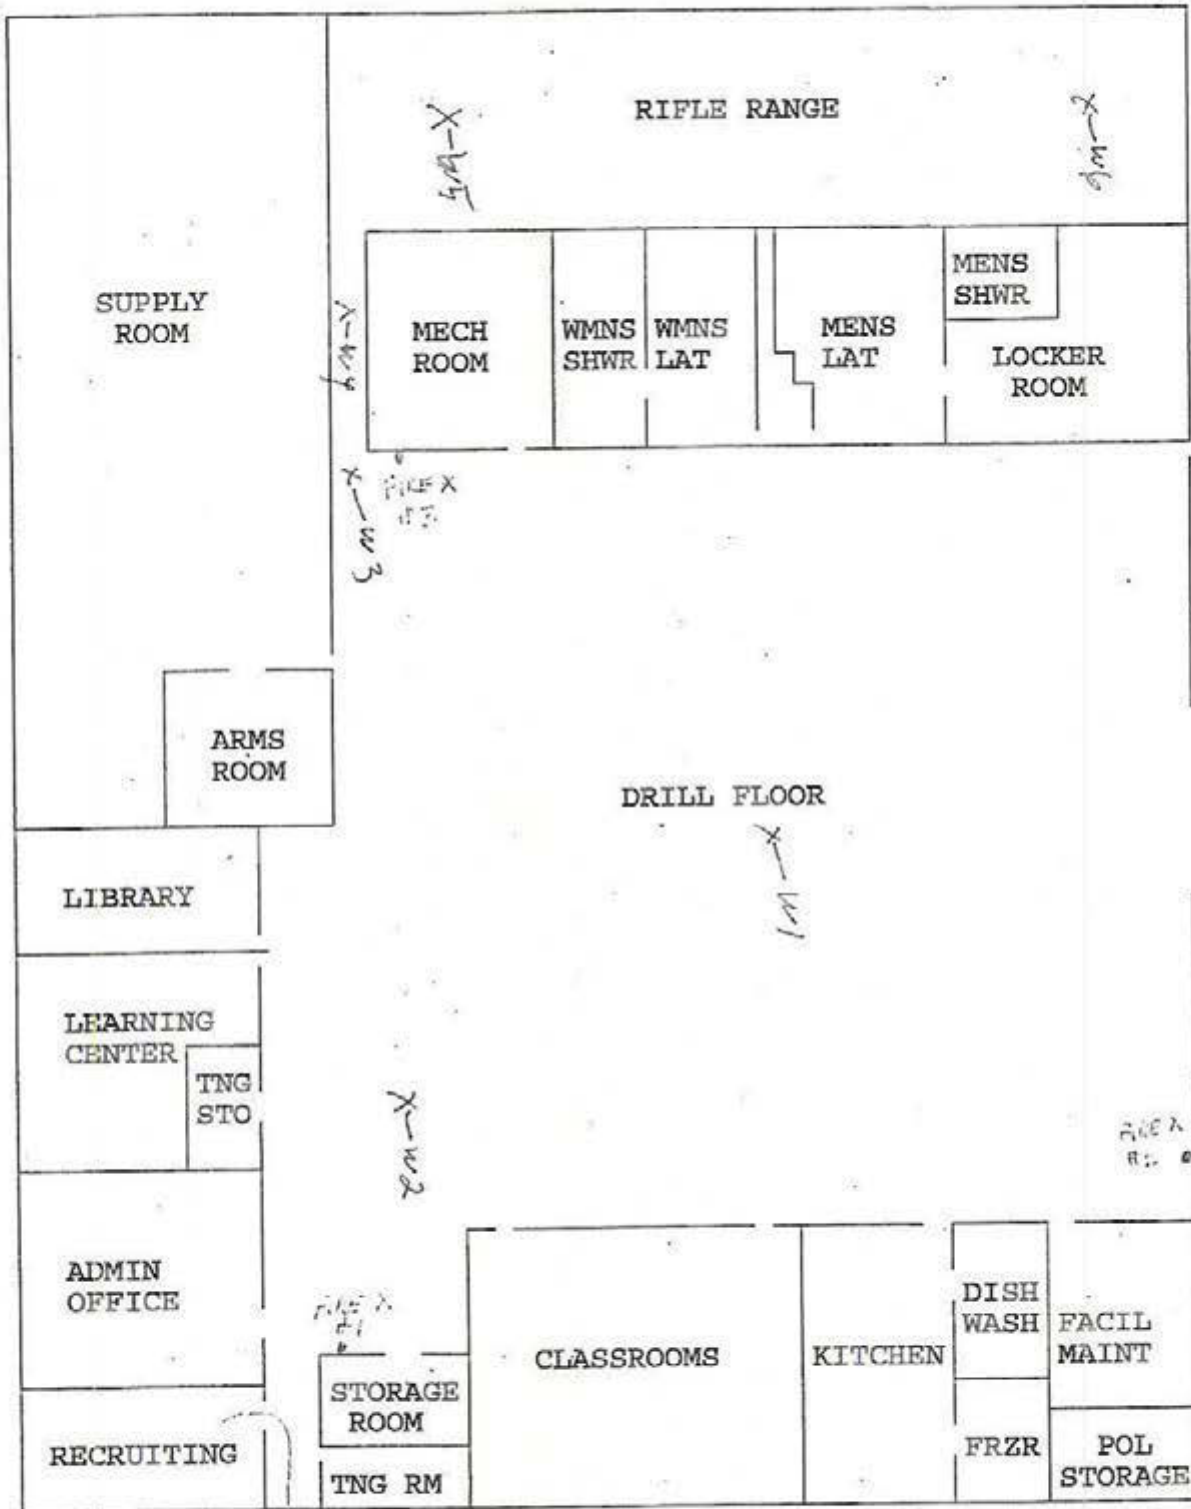 RIFLE RANGE
X-W5
X-W6
SUPPLY
ROOM
X-W4
MECH
ROOM
WMNS
SHWR
WMNS
LAT
MENS
LAT
MENS
SHWR
LOCKER
ROOM
FIRE X
X-W3
ARMS
ROOM
DRILL FLOOR
X-W1
LIBRARY
LEARNING
CENTER
TNG
STO
X-W2
FIRE X
ADMIN
OFFICE
FIRE X
#1
STORAGE
ROOM
CLASSROOMS
KITCHEN
DISH
WASH
FACIL
MAINT
RECRUITING
TNG RM
FRZR
POL
STORAGE